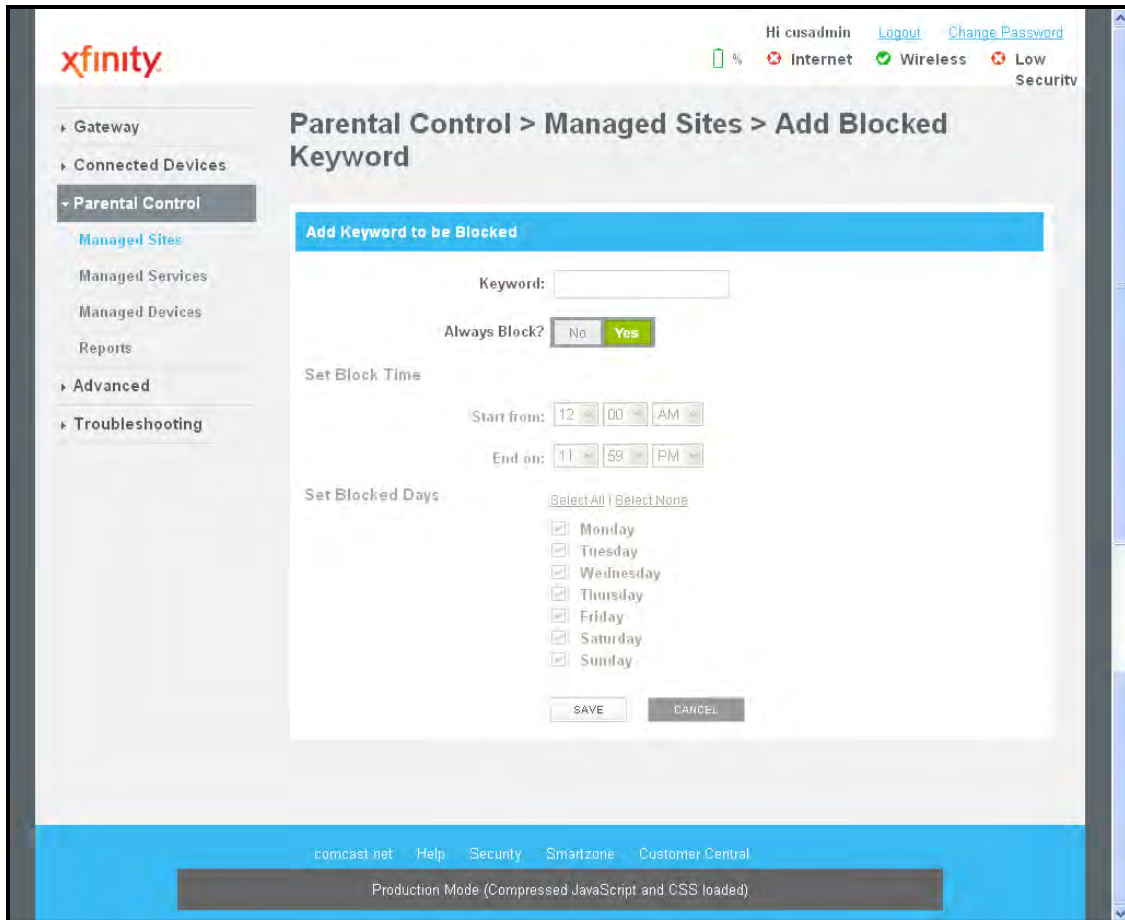 Hi cusadmin Logout Change Password
xfinity
% Internet Wireless Low
Security
Gateway
Connected Devices
Parental Control
Managed Sites
Managed Services
Managed Devices
Reports
Advanced
Troubleshooting
Parental Control > Managed Sites > Add Blocked
Keyword
Add Keyword to be Blocked
Keyword:
Always Block? No Yes
Set Block Time
Start from: 12 00 AM
End on: 11 59 PM
Set Blocked Days Select All | Select None
Monday
Tuesday
Wednesday
Thursday
Friday
Saturday
Sunday
SAVE CANCEL
comcast.net Help Security Smartzone Customer Central
Production Mode (Compressed JavaScript and CSS loaded)